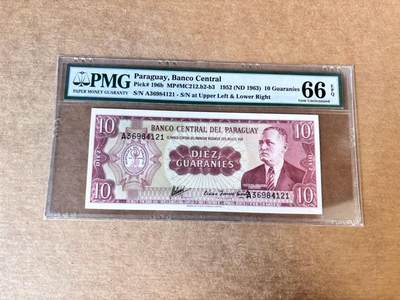 PMG
PAPER MONEY GUARANTY
Paraguay, Banco Central
Pick# 196b MP#MC212.b2-b3 1952 (ND 1963) 10 Guaranies
S/N A36984121 - S/N at Upper Left & Lower Right
66 EPQ
Gem Uncirculated
BANCO CENTRAL DEL PARAGUAY
10
10
A36984121
DIEZ
GUARANIES
A36984121
10
10